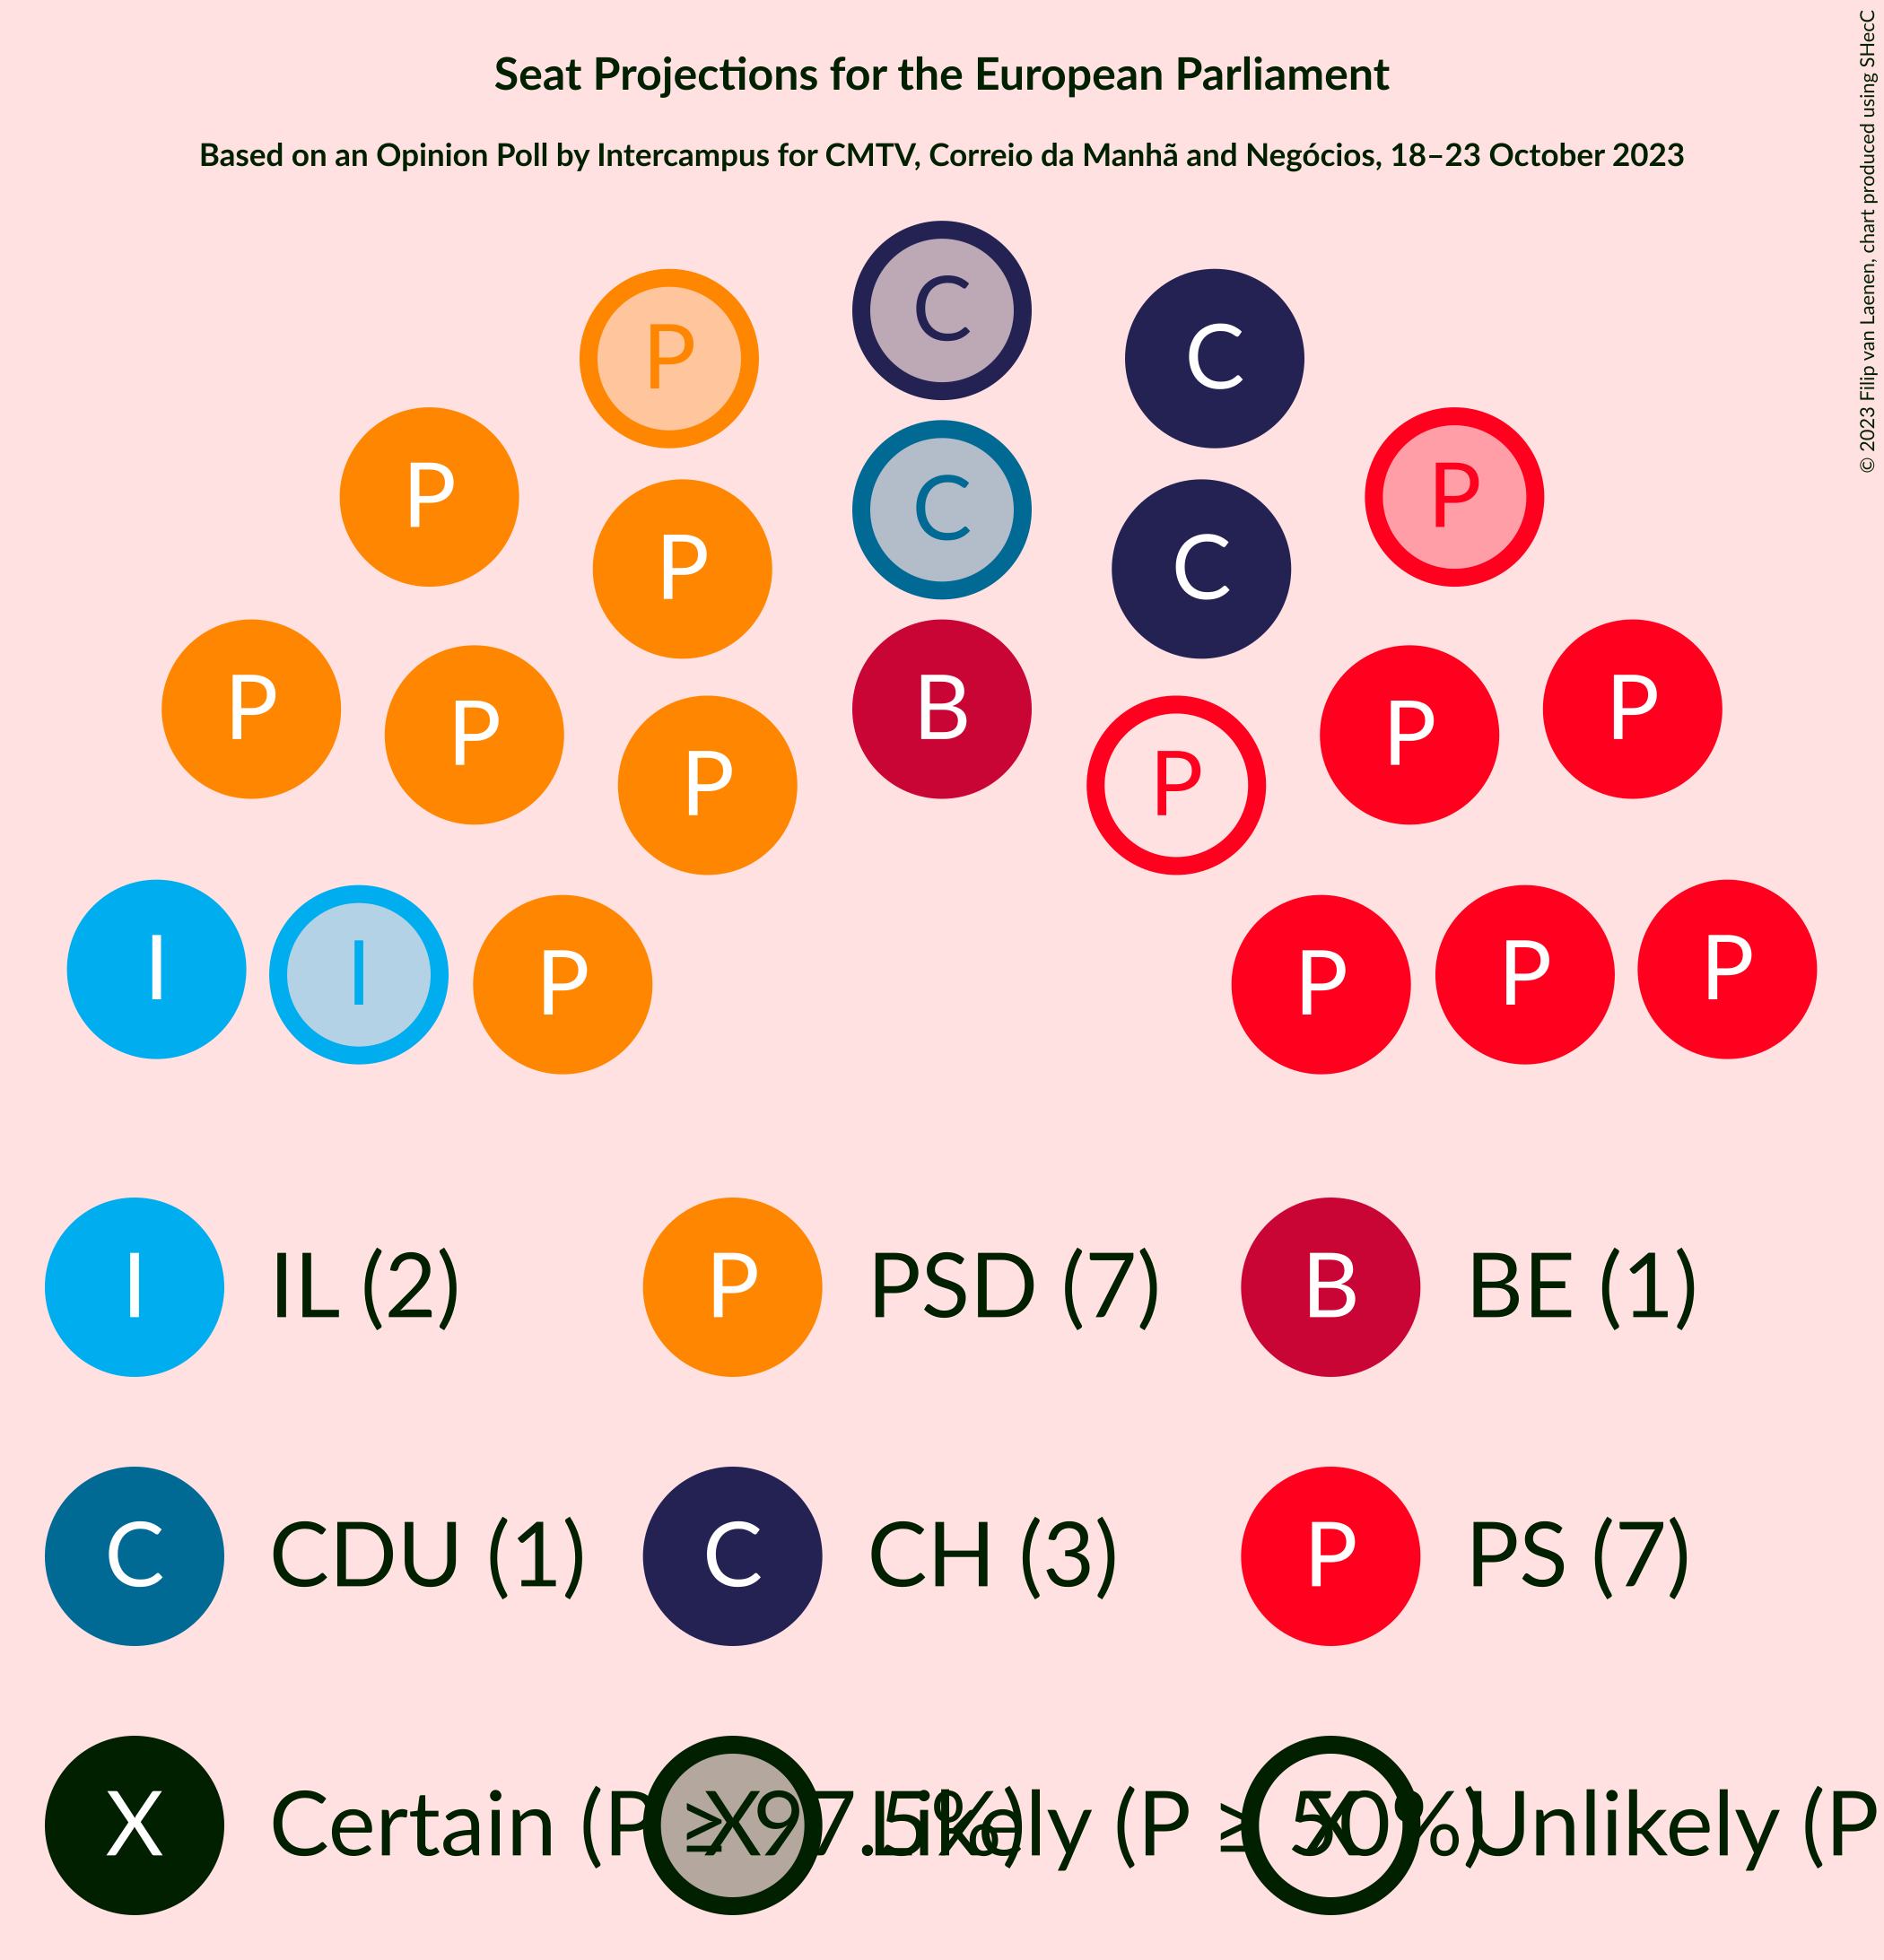 Seat Projections for the European Parliament
Based on an Opinion Poll by Intercampus for CMTV, Correio da Manhã and Negócios, 18–23 October 2023
© 2023 Filip van Laenen, chart produced using SHecC
C
P
C
P
P
C
P
C
P
P
B
P
P
P
P
P
I
I
P
P
P
P
I IL (2)
P PSD (7)
B BE (1)
C CDU (1)
C CH (3)
P PS (7)
X Certain (P ≥ 97.5%)
X Likely (P ≥ 50%)
X Unlikely (P